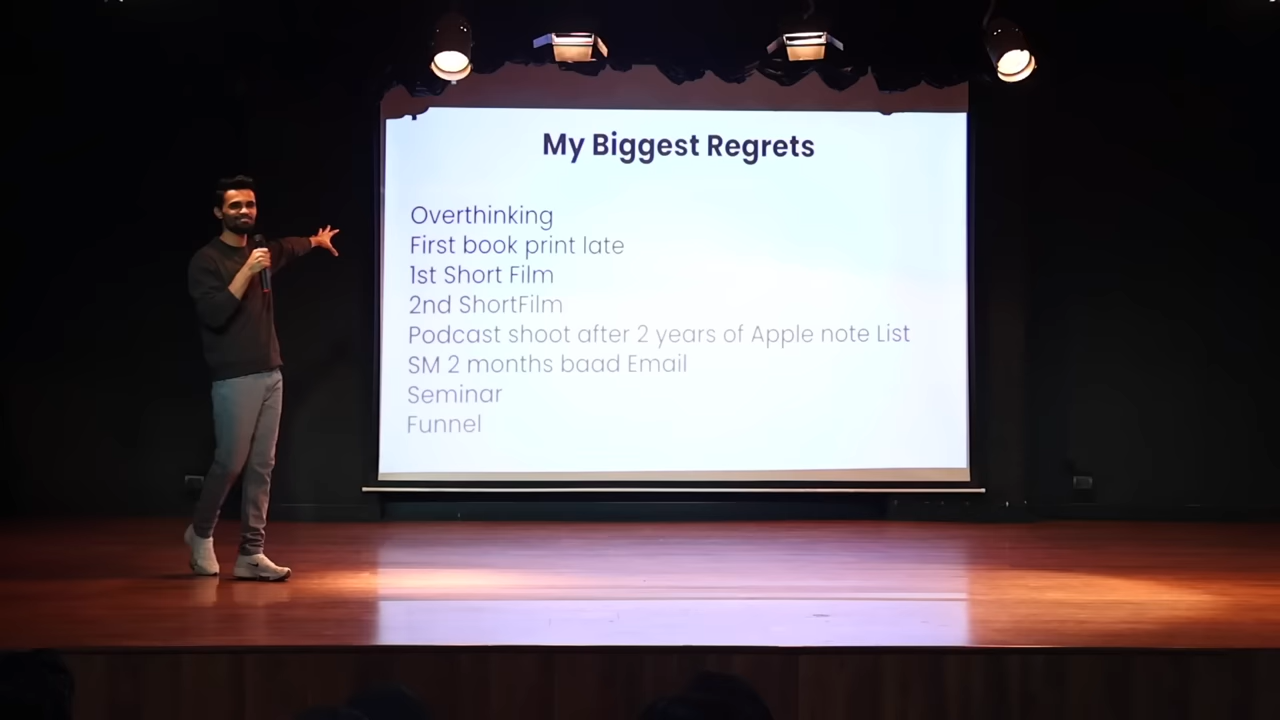 My Biggest Regrets
Overthinking
First book print late
1st Short Film
2nd ShortFilm
Podcast shoot after 2 years of Apple note List
SM 2 months baad Email
Seminar
Funnel